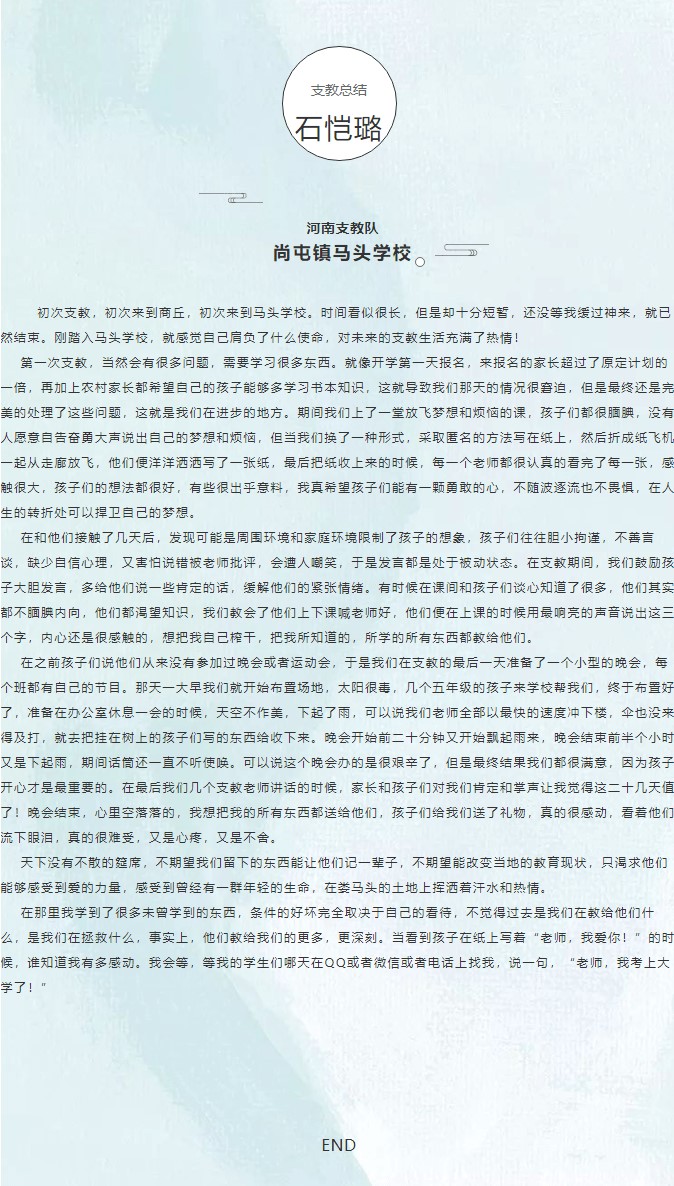 支教总结
石恺璐
河南支教队
尚屯镇马头学校
初次支教，初次来到商丘，初次来到马头学校。时间看似很长，但是却十分短暂，还没等我缓过神来，就已
然结束。刚踏入马头学校，就感觉自己肩负了什么使命，对未来的支教生活充满了热情！
第一次支教，当然会有很多问题，需要学习很多东西。就像开学第一天报名，来报名的家长超过了原定计划的
一倍，再加上农村家长都希望自己的孩子能够多学习书本知识，这就导致我们那天的情况很窘迫，但是最终还是完
美的处理了这些问题，这就是我们在进步的地方。期间我们上了一堂放飞梦想和烦恼的课，孩子们都很腼腆，没有
人愿意自告奋勇大声说出自己的梦想和烦恼，但当我们换了一种形式，采取匿名的方法写在纸上，然后折成纸飞机
一起从走廊放飞，他们便洋洋洒洒写了一张纸，最后把纸收上来的时候，每一个老师都很认真的看完了每一张，感
触很大，孩子们的想法都很好，有些很出乎意料，我真希望孩子们能有一颗勇敢的心，不随波逐流也不畏惧，在人
生的转折处可以捍卫自己的梦想。
在和他们接触了几天后，发现可能是周围环境和家庭环境限制了孩子的想象，孩子们往往胆小拘谨，不善言
谈，缺少自信心理，又害怕说错被老师批评，会遭人嘲笑，于是发言都是处于被动状态。在支教期间，我们鼓励孩
子大胆发言，多给他们说一些肯定的话，缓解他们的紧张情绪。有时候在课间和孩子们谈心知道了很多，他们其实
都不腼腆内向，他们都渴望知识，我们教会了他们上下课喊老师好，他们便在上课的时候用最响亮的声音说出这三
个字，内心还是很感触的，想把我自己榨干，把我所知道的，所学的所有东西都教给他们。
在之前孩子们说他们从来没有参加过晚会或者运动会，于是我们在支教的最后一天准备了一个小型的晚会，每
个班都有自己的节目。那天一大早我们就开始布置场地，太阳很毒，几个五年级的孩子来学校帮我们，终于布置好
了，准备在办公室休息一会的时候，天空不作美，下起了雨，可以说我们老师全部以最快的速度冲下楼，伞也没来
得及打，就去把挂在树上的孩子们写的东西给收下来。晚会开始前二十分钟又开始飘起雨来，晚会结束前半个小时
又是下起雨，期间话筒还一直不听使唤。可以说这个晚会办的是很艰辛了，但是最终结果我们都很满意，因为孩子
开心才是最重要的。在最后我们几个支教老师讲话的时候，家长和孩子们对我们肯定和掌声让我觉得这二十几天值
了！晚会结束，心里空落落的，我想把我的所有东西都送给他们，孩子们给我们送了礼物，真的很感动，看着他们
流下眼泪，真的很难受，又是心疼，又是不舍。
天下没有不散的筵席，不期望我们留下的东西能让他们记一辈子，不期望能改变当地的教育现状，只渴求他们
能够感受到爱的力量，感受到曾经有一群年轻的生命，在娄马头的土地上挥洒着汗水和热情。
在那里我学到了很多未曾学到的东西，条件的好坏完全取决于自己的看待，不觉得过去是我们在教给他们什
么，是我们在拯救什么，事实上，他们教给我们的更多，更深刻。当看到孩子在纸上写着“老师，我爱你！”的时
候，谁知道我有多感动。我会等，等我的学生们哪天在QQ或者微信或者电话上找我，说一句，“老师，我考上大
学了！”
END